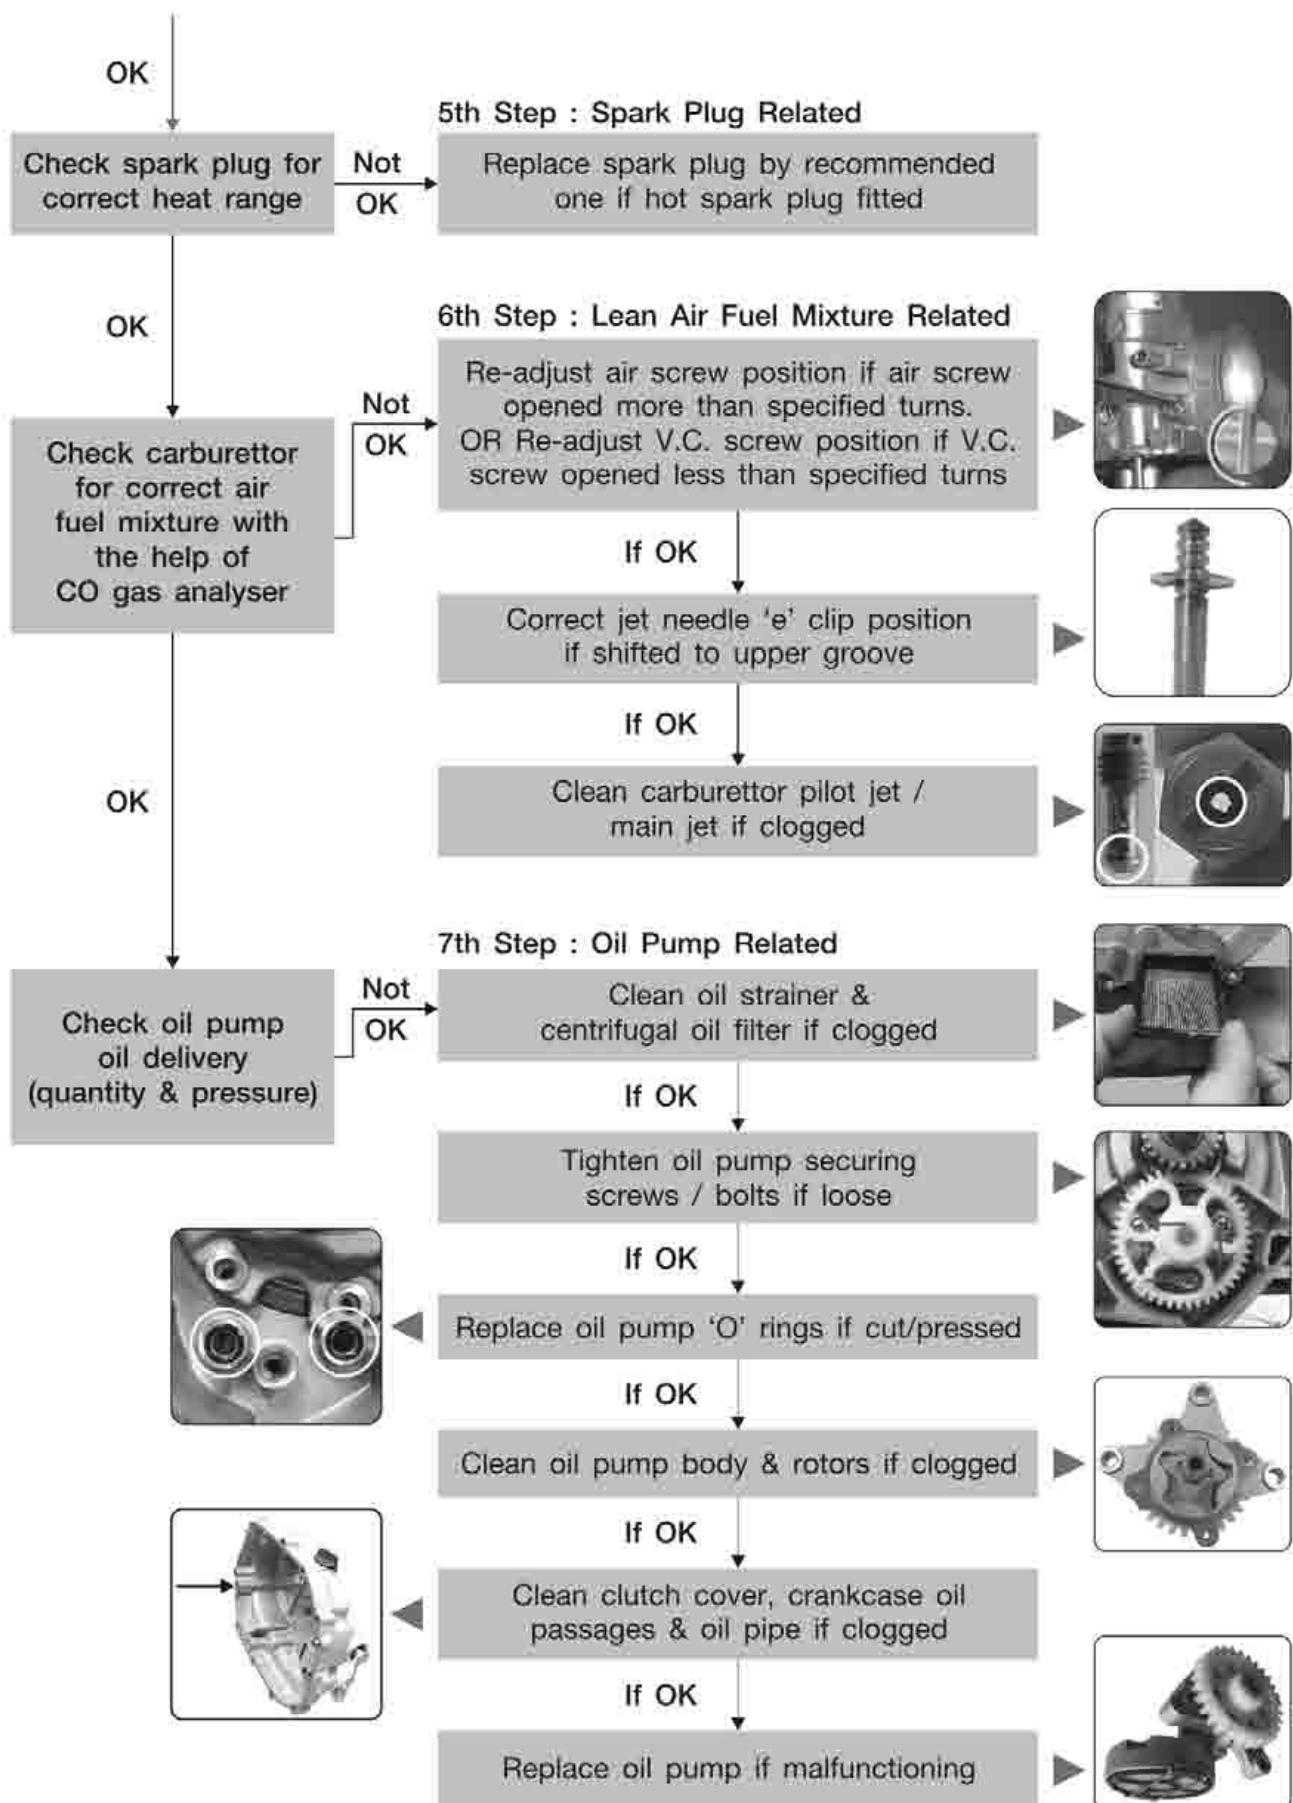 OK
5th Step : Spark Plug Related
Check spark plug for
correct heat range
Not
OK
Replace spark plug by recommended
one if hot spark plug fitted
OK
6th Step : Lean Air Fuel Mixture Related
Check carburettor
for correct air
fuel mixture with
the help of
CO gas analyser
Not
OK
Re-adjust air screw position if air screw
opened more than specified turns.
OR Re-adjust V.C. screw position if V.C.
screw opened less than specified turns
If OK
Correct jet needle ‘e’ clip position
if shifted to upper groove
If OK
Clean carburettor pilot jet /
main jet if clogged
OK
7th Step : Oil Pump Related
Check oil pump
oil delivery
(quantity & pressure)
Not
OK
Clean oil strainer &
centrifugal oil filter if clogged
If OK
Tighten oil pump securing
screws / bolts if loose
If OK
Replace oil pump ‘O’ rings if cut/pressed
If OK
Clean oil pump body & rotors if clogged
If OK
Clean clutch cover, crankcase oil
passages & oil pipe if clogged
If OK
Replace oil pump if malfunctioning